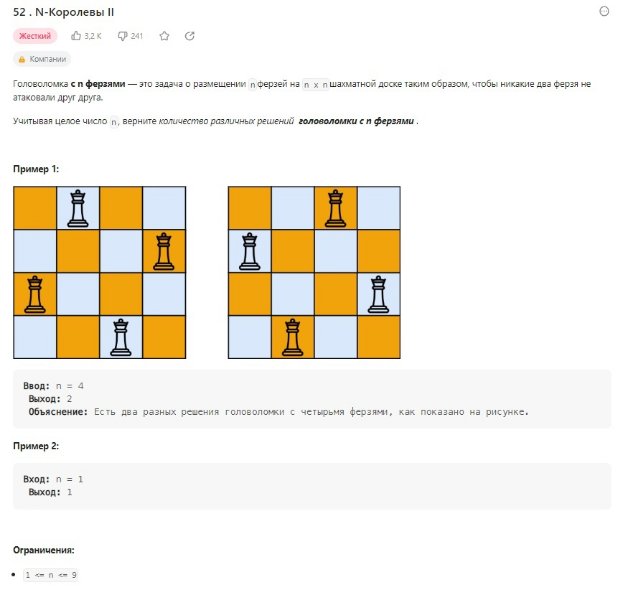 52 . N-Королевы II
Жесткий 3,2 K 241
Компании
Головоломка с n ферзями — это задача о размещении n ферзей на n x n шахматной доске таким образом, чтобы никакие два ферзя не
атаковали друг друга.
Учитывая целое число n, верните количество различных решений головоломки с n ферзями .
Пример 1:
Ввод: n = 4
Выход: 2
Объяснение: Есть два разных решения головоломки с четырьмя ферзями, как показано на рисунке.
Пример 2:
Вход: n = 1
Выход: 1
Ограничения:
• 1 <= n <= 9